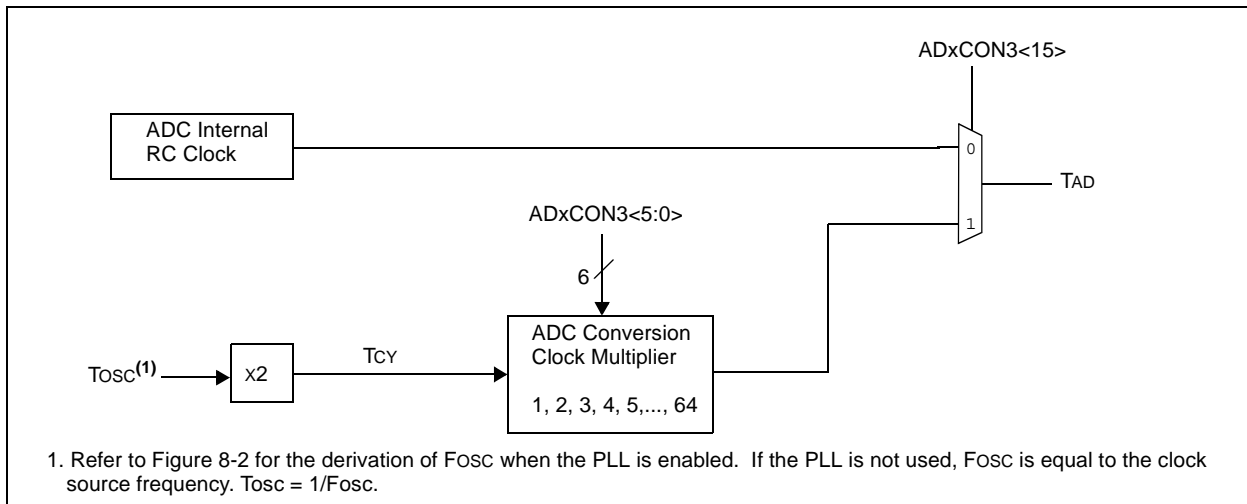 ADxCON3<15>
ADC Internal
RC Clock
0
TAD
ADxCON3<5:0>
1
6
ADC Conversion
Clock Multiplier
TOSC(1)
X2
TCY
1, 2, 3, 4, 5,..., 64
1. Refer to Figure 8-2 for the derivation of FOSC when the PLL is enabled. If the PLL is not used, FOSC is equal to the clock
source frequency. Tosc = 1/Fosc.